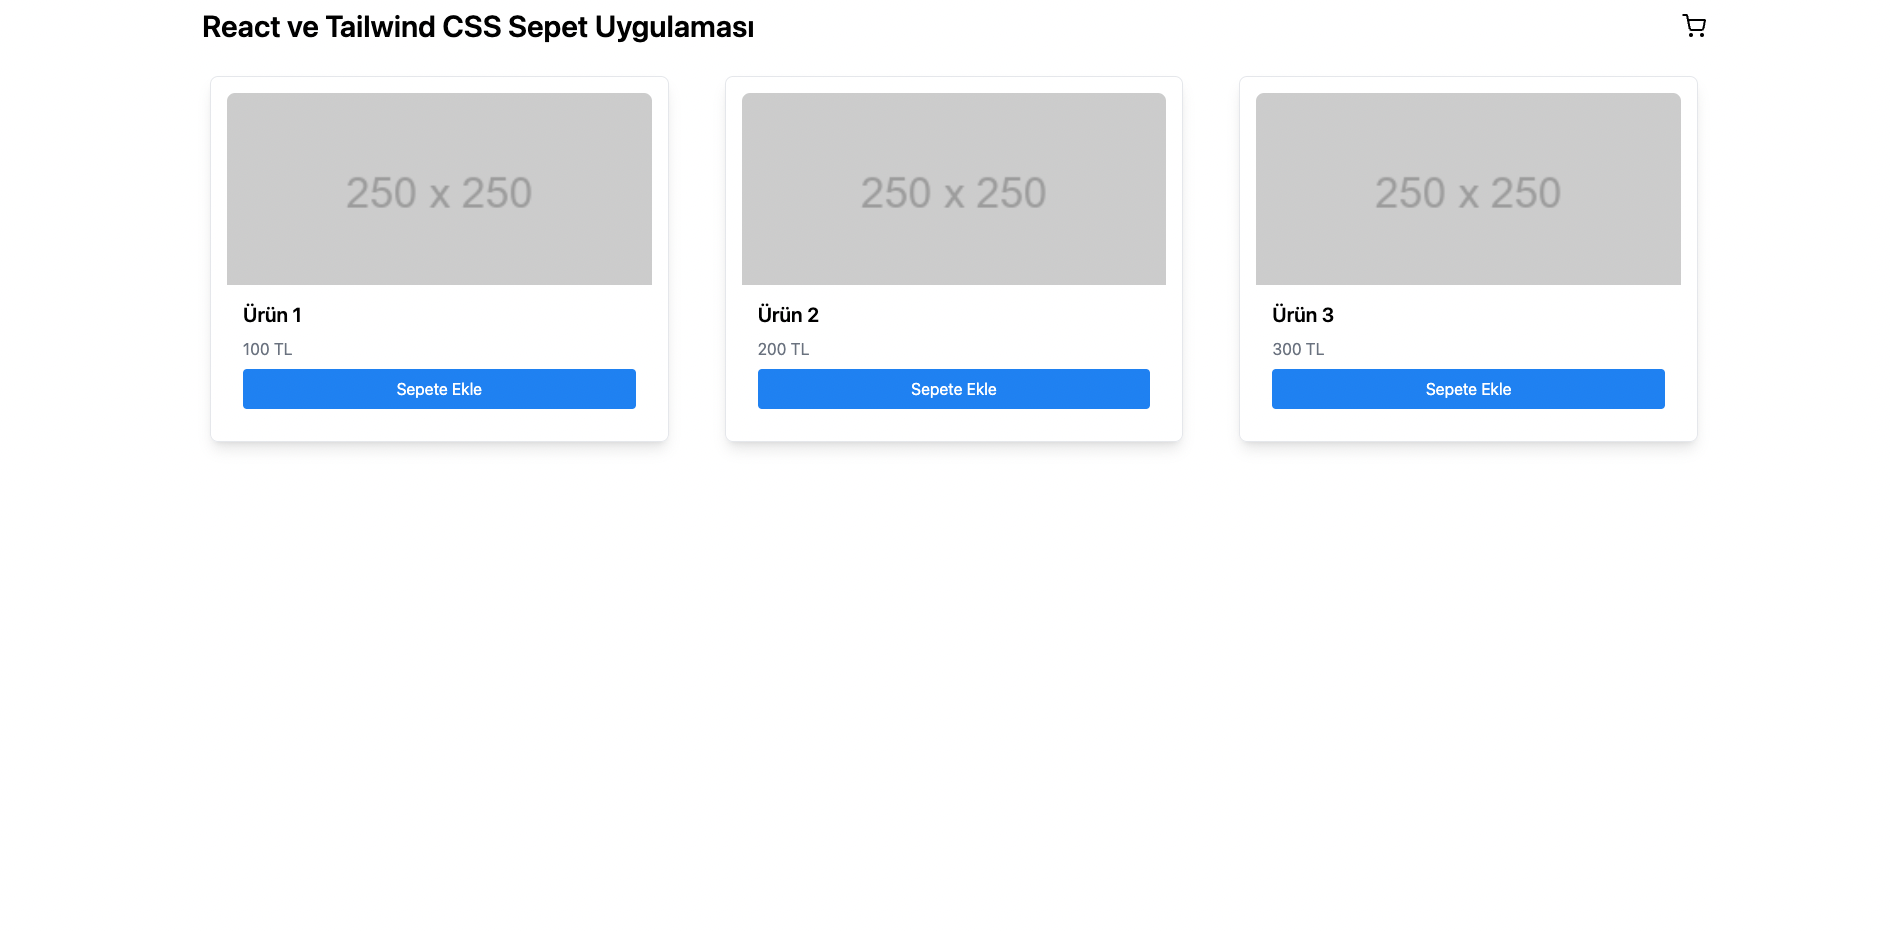 React ve Tailwind CSS Sepet Uygulaması
250 x 250
Ürün 1
100 TL
Sepete Ekle
250 x 250
Ürün 2
200 TL
Sepete Ekle
250 x 250
Ürün 3
300 TL
Sepete Ekle